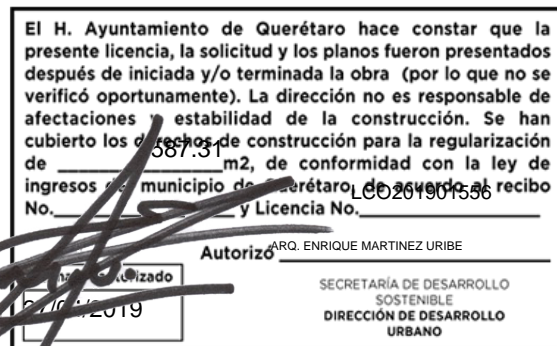 El H. Ayuntamiento de Querétaro hace constar que la
presente licencia, la solicitud y los planos fueron presentados
después de iniciada y/o terminada la obra (por lo que no se
verificó oportunamente). La dirección no es responsable de
afectaciones y estabilidad de la construcción. Se han
cubierto los derechos de construcción para la regularización
de 587.31 m2, de conformidad con la ley de
ingresos del municipio de Querétaro, de acuerdo al recibo
No. y Licencia No. LCO201901556
Autorizó ARQ. ENRIQUE MARTINEZ URIBE
SECRETARÍA DE DESARROLLO
SOSTENIBLE
DIRECCIÓN DE DESARROLLO
URBANO